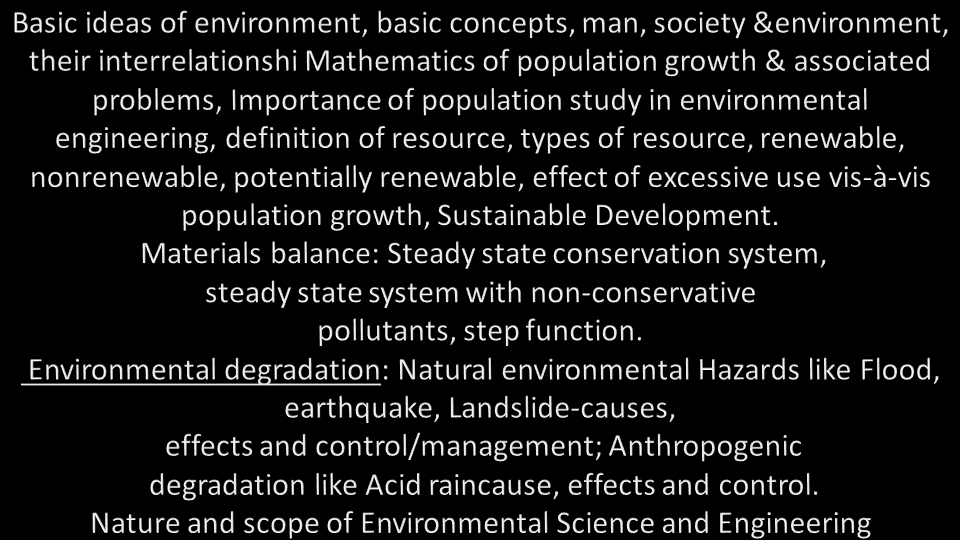 Basic ideas of environment, basic concepts, man, society &environment,
their interrelationshi Mathematics of population growth & associated
problems, Importance of population study in environmental
engineering, definition of resource, types of resource, renewable,
nonrenewable, potentially renewable, effect of excessive use vis-à-vis
population growth, Sustainable Development.
Materials balance: Steady state conservation system,
steady state system with non-conservative
pollutants, step function.
Environmental degradation: Natural environmental Hazards like Flood,
earthquake, Landslide-causes,
effects and control/management; Anthropogenic
degradation like Acid raincause, effects and control.
Nature and scope of Environmental Science and Engineering